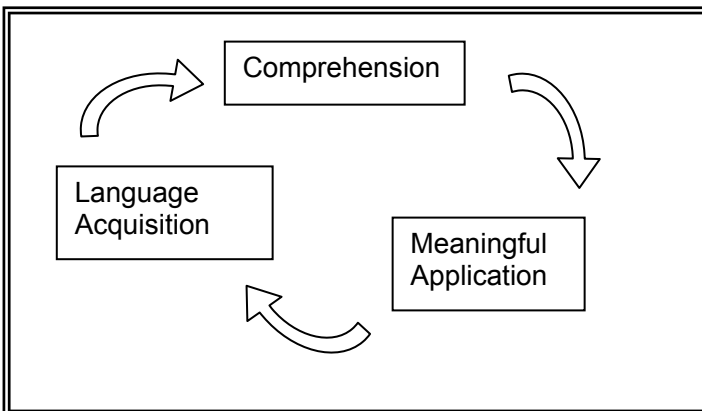 Comprehension
Language
Acquisition
Meaningful
Application